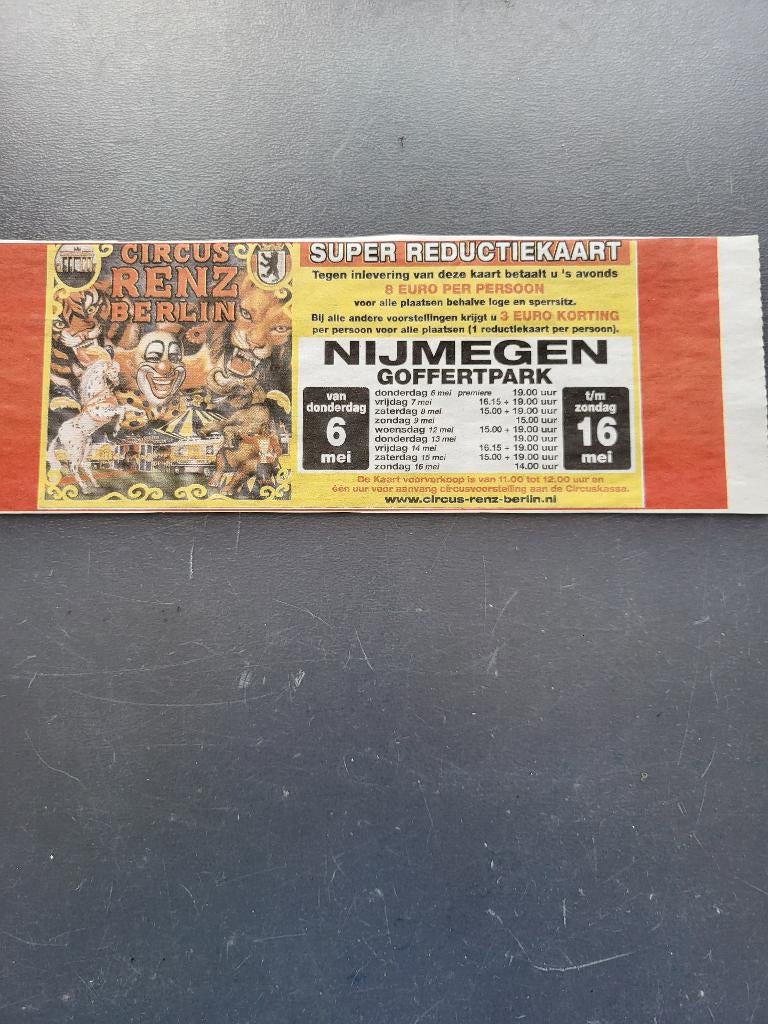 CIRCUS
RENZ
BERLIN
SUPER REDUCTIEKAART
Tegen inlevering van deze kaart betaalt u 's avonds
8 EURO PER PERSOON
voor alle plaatsen behalve loge en sperrsitz.
Bij alle andere voorstellingen krijgt u 3 EURO KORTING
per persoon voor alle plaatsen (1 reductiekaart per persoon).
NIJMEGEN
GOFFERTPARK
van
donderdag
6
mei
donderdag 6 mei premiere 19.00 uur
vrijdag 7 mei 16.15 + 19.00 uur
zaterdag 8 mei 15.00 + 19.00 uur
zondag 9 mei 15.00 uur
woensdag 12 mei 15.00 + 19.00 uur
donderdag 13 mei 19.00 uur
vrijdag 14 mei 16.15 + 19.00 uur
zaterdag 15 mei 15.00 + 19.00 uur
zondag 16 mei 14.00 uur
t/m
zondag
16
mei
De Kaart voorverkoop is van 11.00 tot 12.00 uur en
één uur voor aanvang circusvoorstelling aan de Circuskassa.
www.circus-renz-berlin.nl